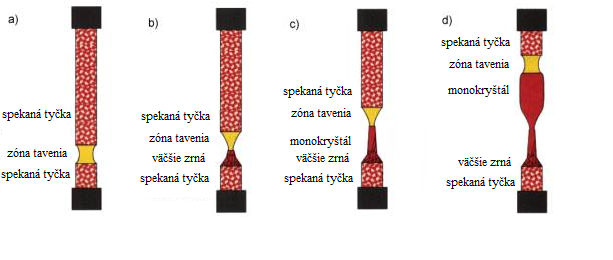 a)
spekaná tyčka
zóna tavenia
spekaná tyčka
b)
spekaná tyčka
zóna tavenia
väčšie zrná
spekaná tyčka
c)
spekaná tyčka
zóna tavenia
monokryštál
väčšie zrná
spekaná tyčka
d)
spekaná tyčka
zóna tavenia
monokryštál
väčšie zrná
spekaná tyčka